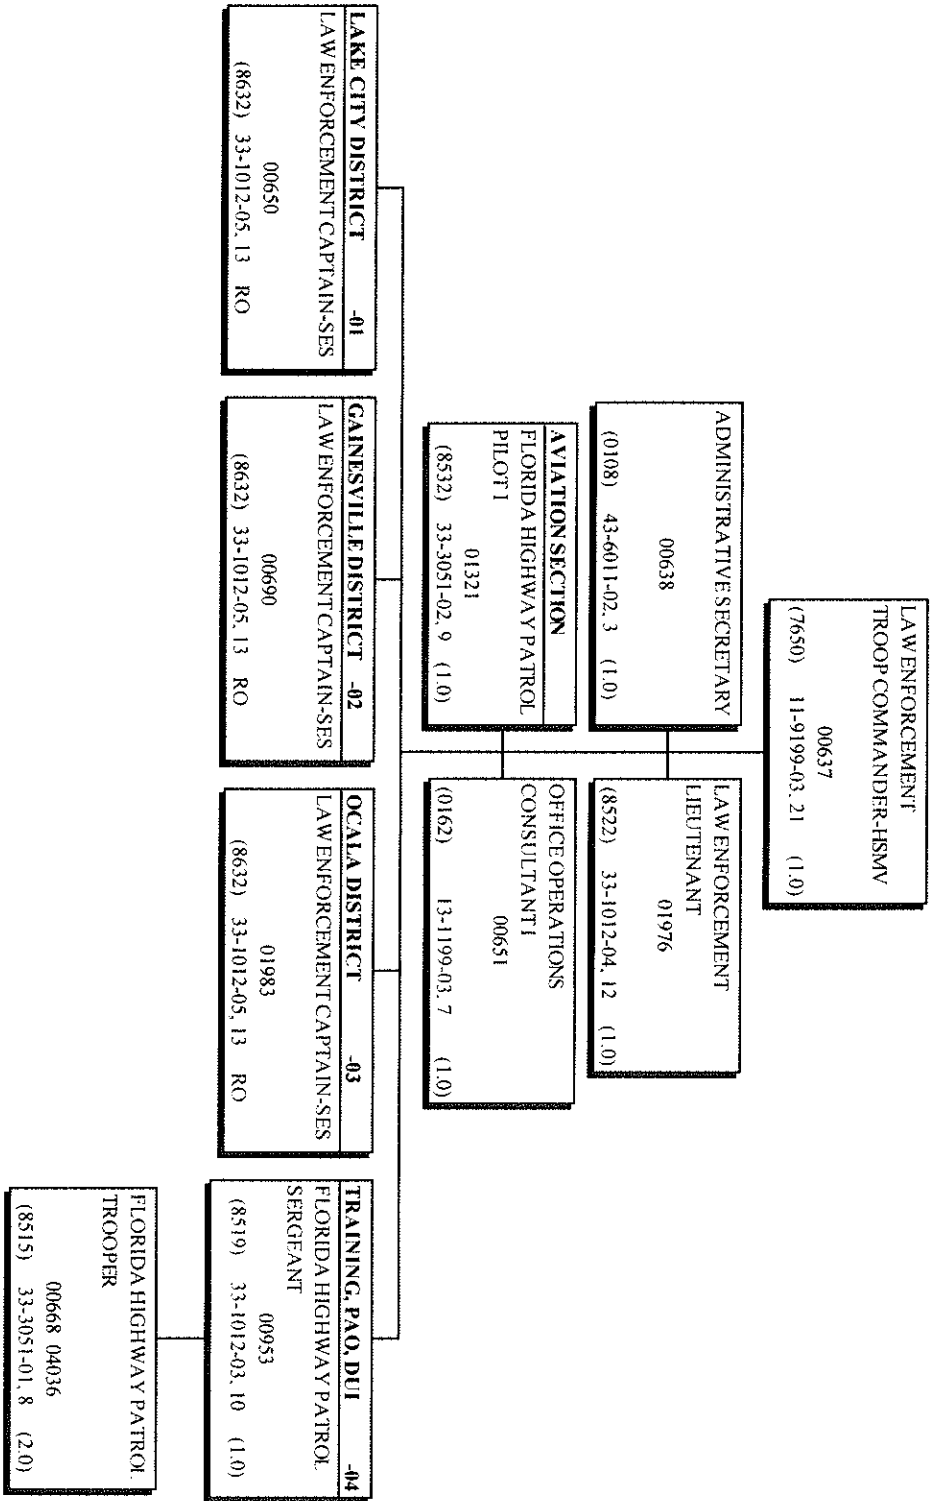 LAW ENFORCEMENT
TROOP COMMANDER-HSMV
00637
(7650) 11-9199-03, 21 (1.0)
ADMINISTRATIVE SECRETARY
00638
(0108) 43-6011-02, 3 (1.0)
LAW ENFORCEMENT
LIEUTENANT
01976
(8522) 33-1012-04, 12 (1.0)
AVIATION SECTION
FLORIDA HIGHWAY PATROL
PILOT I
01321
(8532) 33-3051-02, 9 (1.0)
OFFICE OPERATIONS
CONSULTANT I
00651
(0162) 13-1199-03, 7 (1.0)
LAKE CITY DISTRICT -01
LAW ENFORCEMENT CAPTAIN-SES
00650
(8632) 33-1012-05, 13 RO
GAINESVILLE DISTRICT -02
LAW ENFORCEMENT CAPTAIN-SES
00690
(8632) 33-1012-05, 13 RO
OCALA DISTRICT -03
LAW ENFORCEMENT CAPTAIN-SES
01983
(8632) 33-1012-05, 13 RO
TRAINING, PAO, DUI -04
FLORIDA HIGHWAY PATROL
SERGEANT
00953
(8519) 33-1012-03, 10 (1.0)
FLORIDA HIGHWAY PATROL
TROOPER
00668 04036
(8515) 33-3051-01, 8 (2.0)